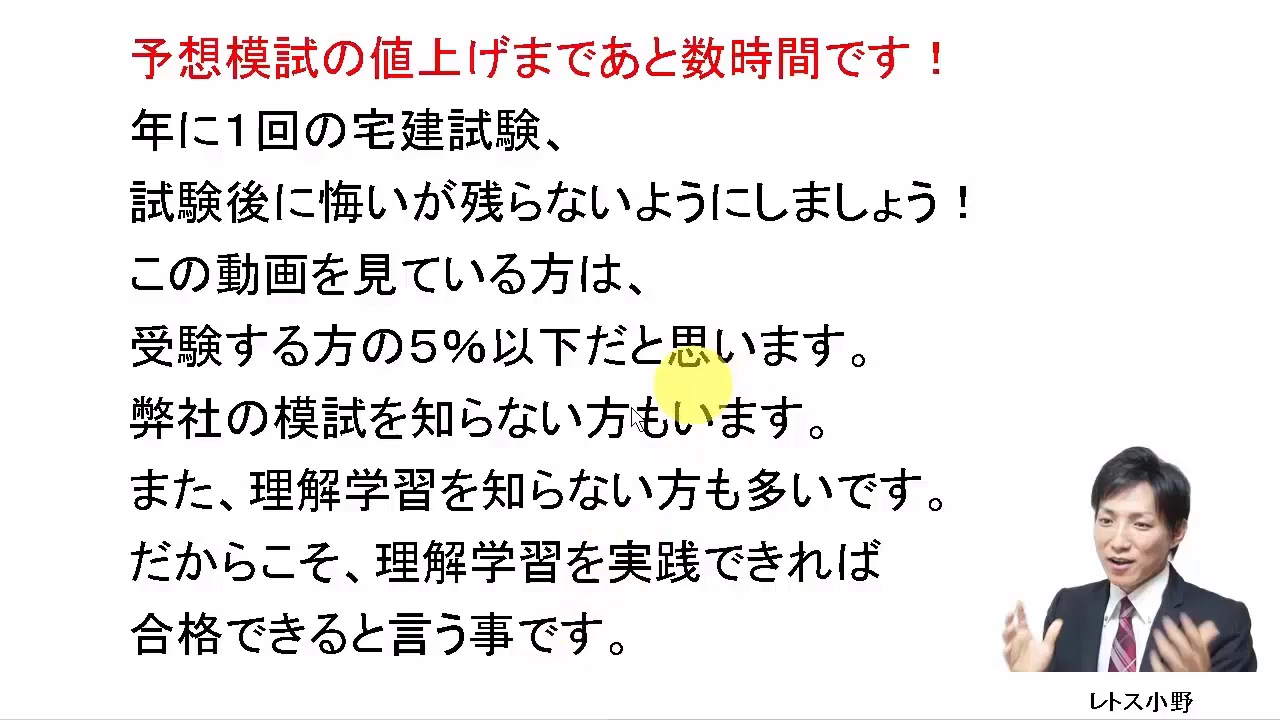 予想模試の値上げまであと数時間です！
年に１回の宅建試験、
試験後に悔いが残らないようにしましょう！
この動画を見ている方は、
受験する方の５％以下だと思います。
弊社の模試を知らない方もいます。
また、理解学習を知らない方も多いです。
だからこそ、理解学習を実践できれば
合格できると言う事です。
レトス小野